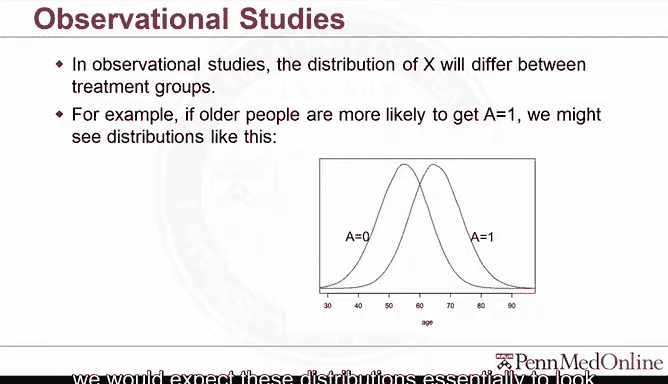 Observational Studies
In observational studies, the distribution of X will differ between
treatment groups.
For example, if older people are more likely to get A=1, we might
see distributions like this:
A=0
A=1
30 40 50 60 70 80 90
age
PennMedOnline
we would expect these distributions essentially to look